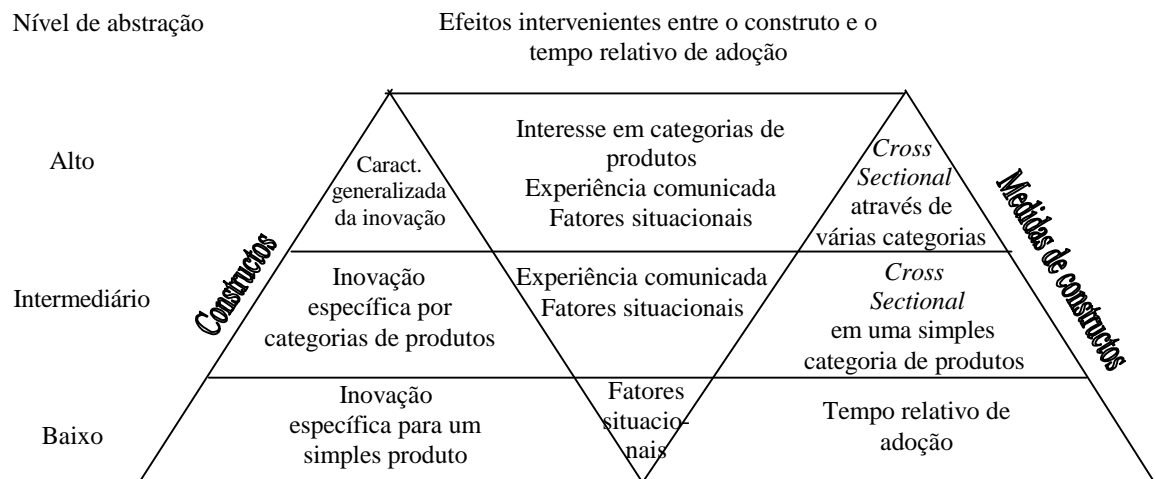 Nível de abstração
Efeitos intervenientes entre o construto e o
tempo relativo de adoção
Alto
Caract.
generalizada
da inovação
Interesse em categorias de
produtos
Experiência comunicada
Fatores situacionais
Cross
Sectional
através de
várias categorias
Constructos
Medidas de constructos
Intermediário
Inovação
específica por
categorias de produtos
Experiência comunicada
Fatores situacionais
Cross
Sectional
em uma simples
categoria de produtos
Baixo
Inovação
específica para um
simples produto
Fatores
situacio-
nais
Tempo relativo de
adoção